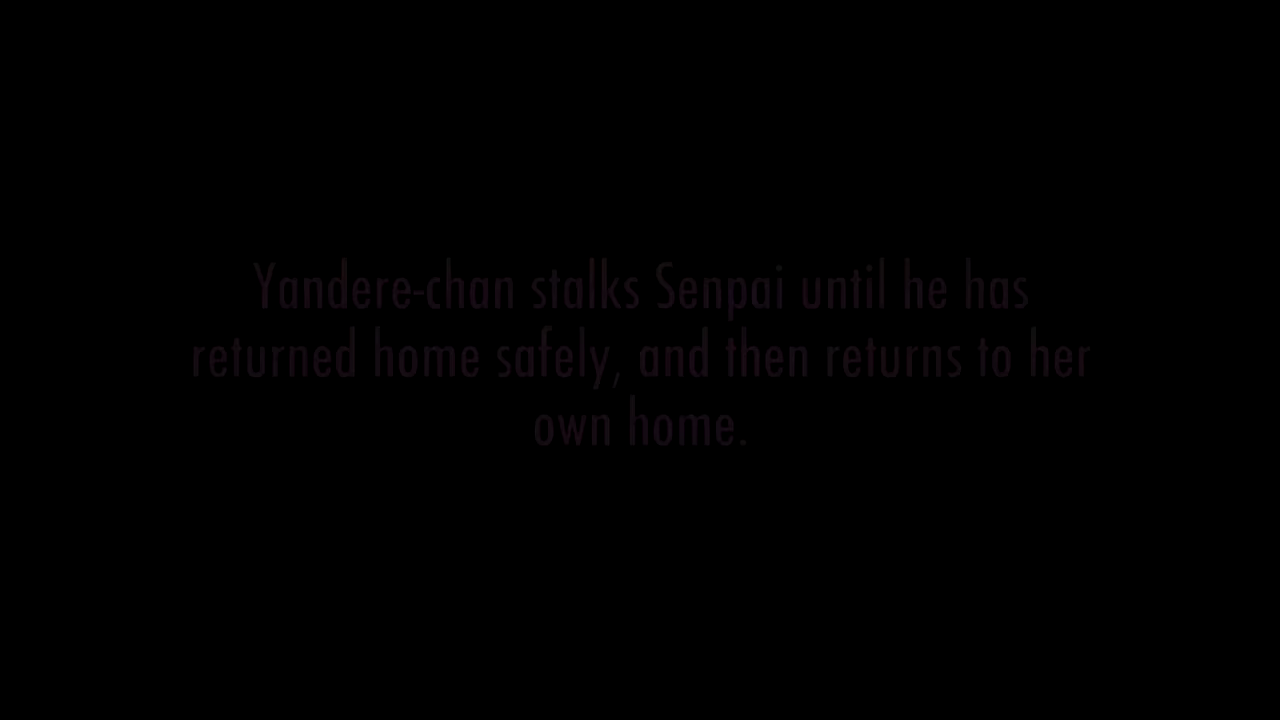 Yandere-chan stalks Senpai until he has
returned home safely, and then returns to her
own home.